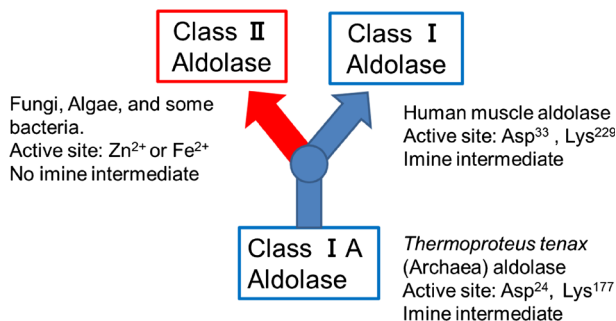 Class Ⅱ
Aldolase
Class Ⅰ
Aldolase
Fungi, Algae, and some
bacteria.
Active site: Zn²⁺ or Fe²⁺
No imine intermediate
Human muscle aldolase
Active site: Asp³³ , Lys²²⁹
Imine intermediate
Class Ⅰ A
Aldolase
Thermoproteus tenax
(Archaea) aldolase
Active site: Asp²⁴, Lys¹⁷⁷
Imine intermediate